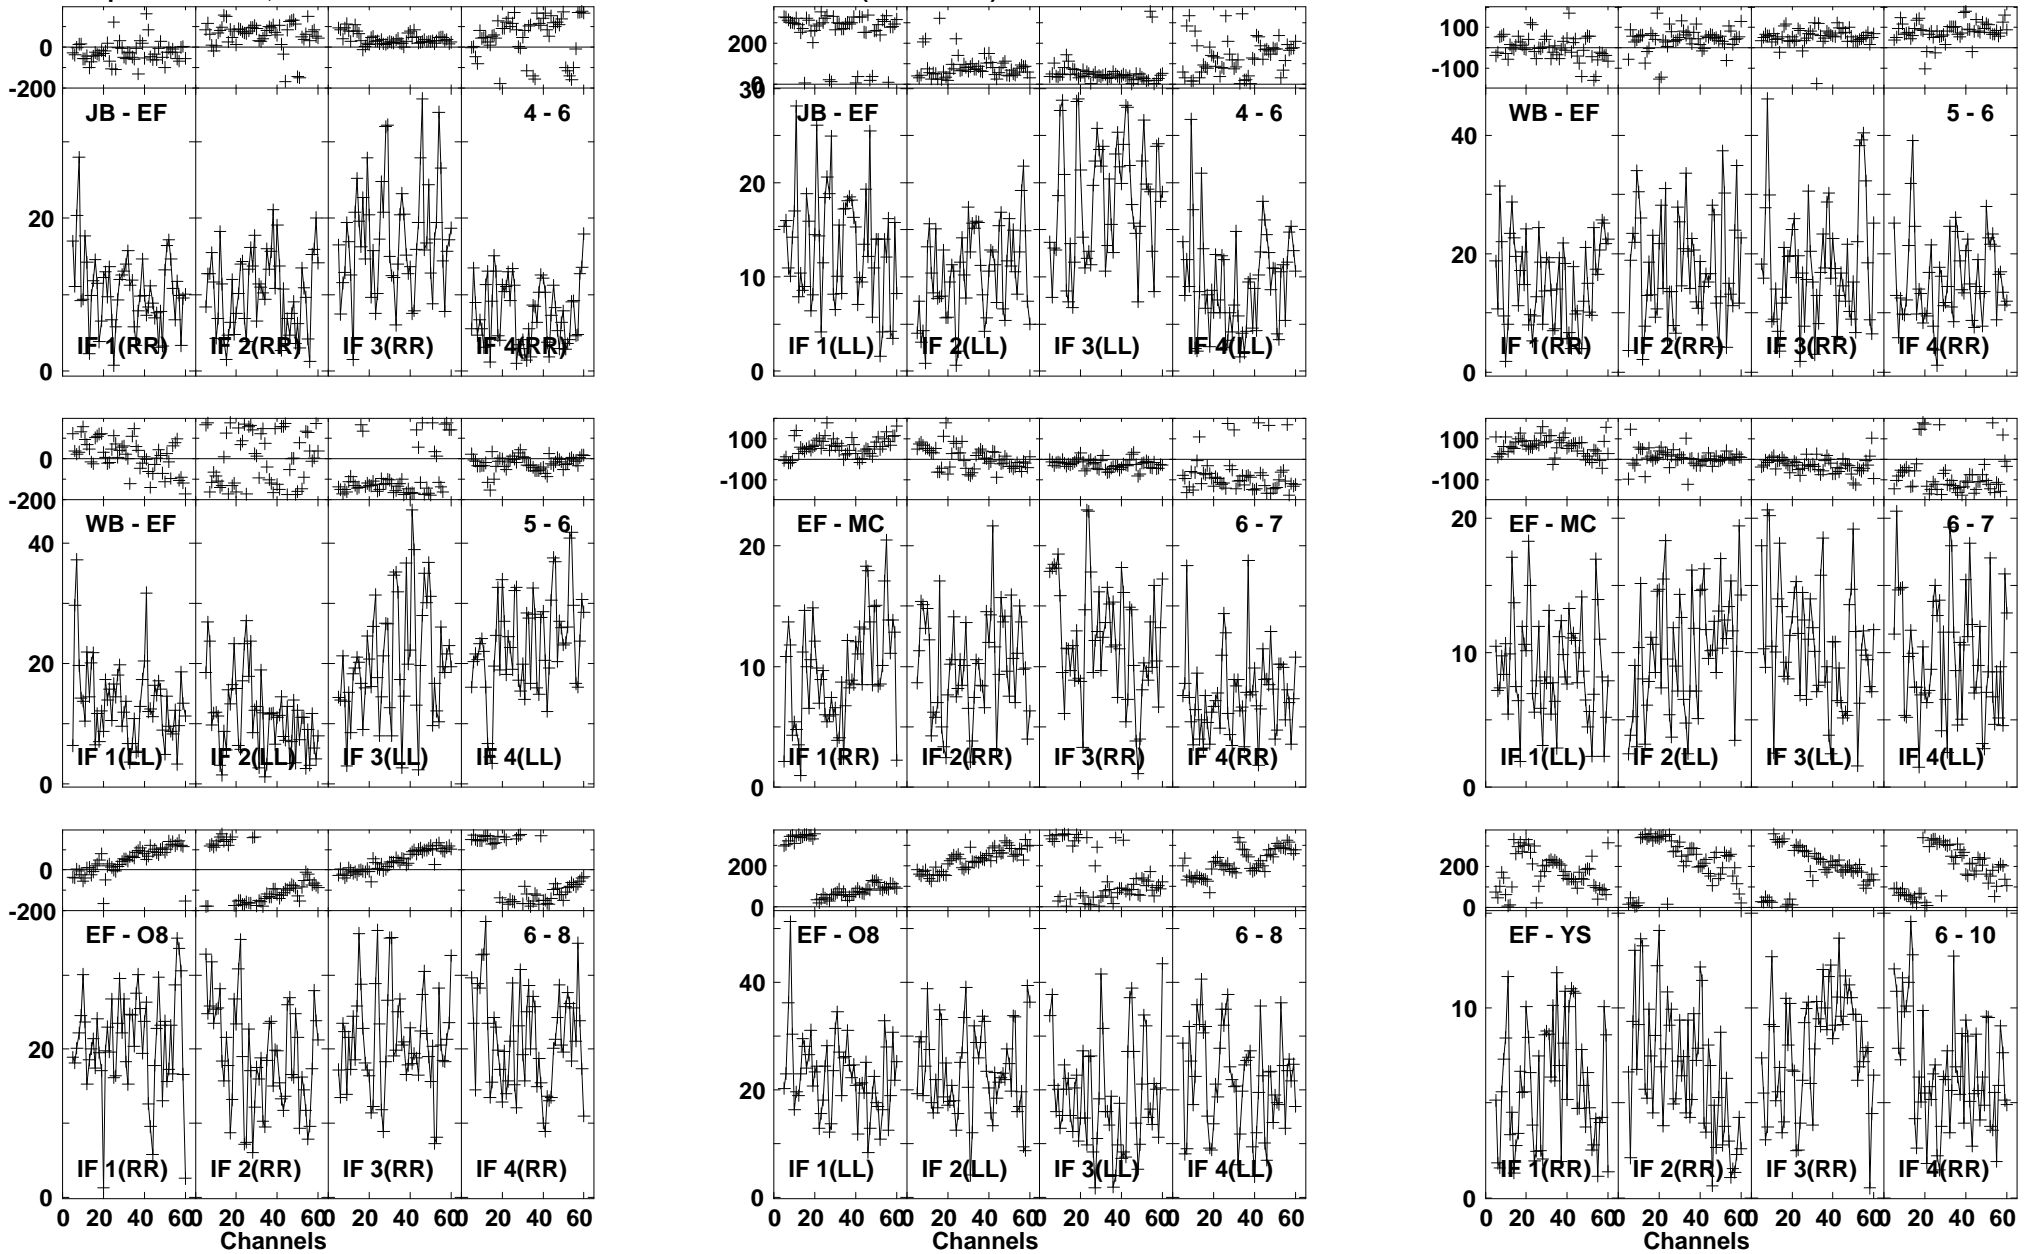 0
-200
JB - EF
4 - 6
20
0
IF 1(RR)
IF 2(RR)
IF 3(RR)
IF 4(RR)
200
0
30
JB - EF
4 - 6
20
10
0
IF 1(LL)
IF 2(LL)
IF 3(LL)
IF 4(LL)
100
-100
WB - EF
5 - 6
40
20
0
IF 1(RR)
IF 2(RR)
IF 3(RR)
IF 4(RR)
0
-200
WB - EF
5 - 6
40
20
0
IF 1(LL)
IF 2(LL)
IF 3(LL)
IF 4(LL)
100
-100
EF - MC
6 - 7
20
10
0
IF 1(RR)
IF 2(RR)
IF 3(RR)
IF 4(RR)
100
-100
EF - MC
6 - 7
20
10
0
IF 1(LL)
IF 2(LL)
IF 3(LL)
IF 4(LL)
0
-200
EF - O8
6 - 8
20
0
IF 1(RR)
IF 2(RR)
IF 3(RR)
IF 4(RR)
0 20 40 60 0 20 40 60 0 20 40 60 0 20 40 60
Channels
200
0
EF - O8
6 - 8
40
20
0
IF 1(LL)
IF 2(LL)
IF 3(LL)
IF 4(LL)
0 20 40 60 0 20 40 60 0 20 40 60 0 20 40 60
Channels
200
0
EF - YS
6 - 10
10
0
IF 1(RR)
IF 2(RR)
IF 3(RR)
IF 4(RR)
0 20 40 60 0 20 40 60 0 20 40 60 0 20 40 60
Channels